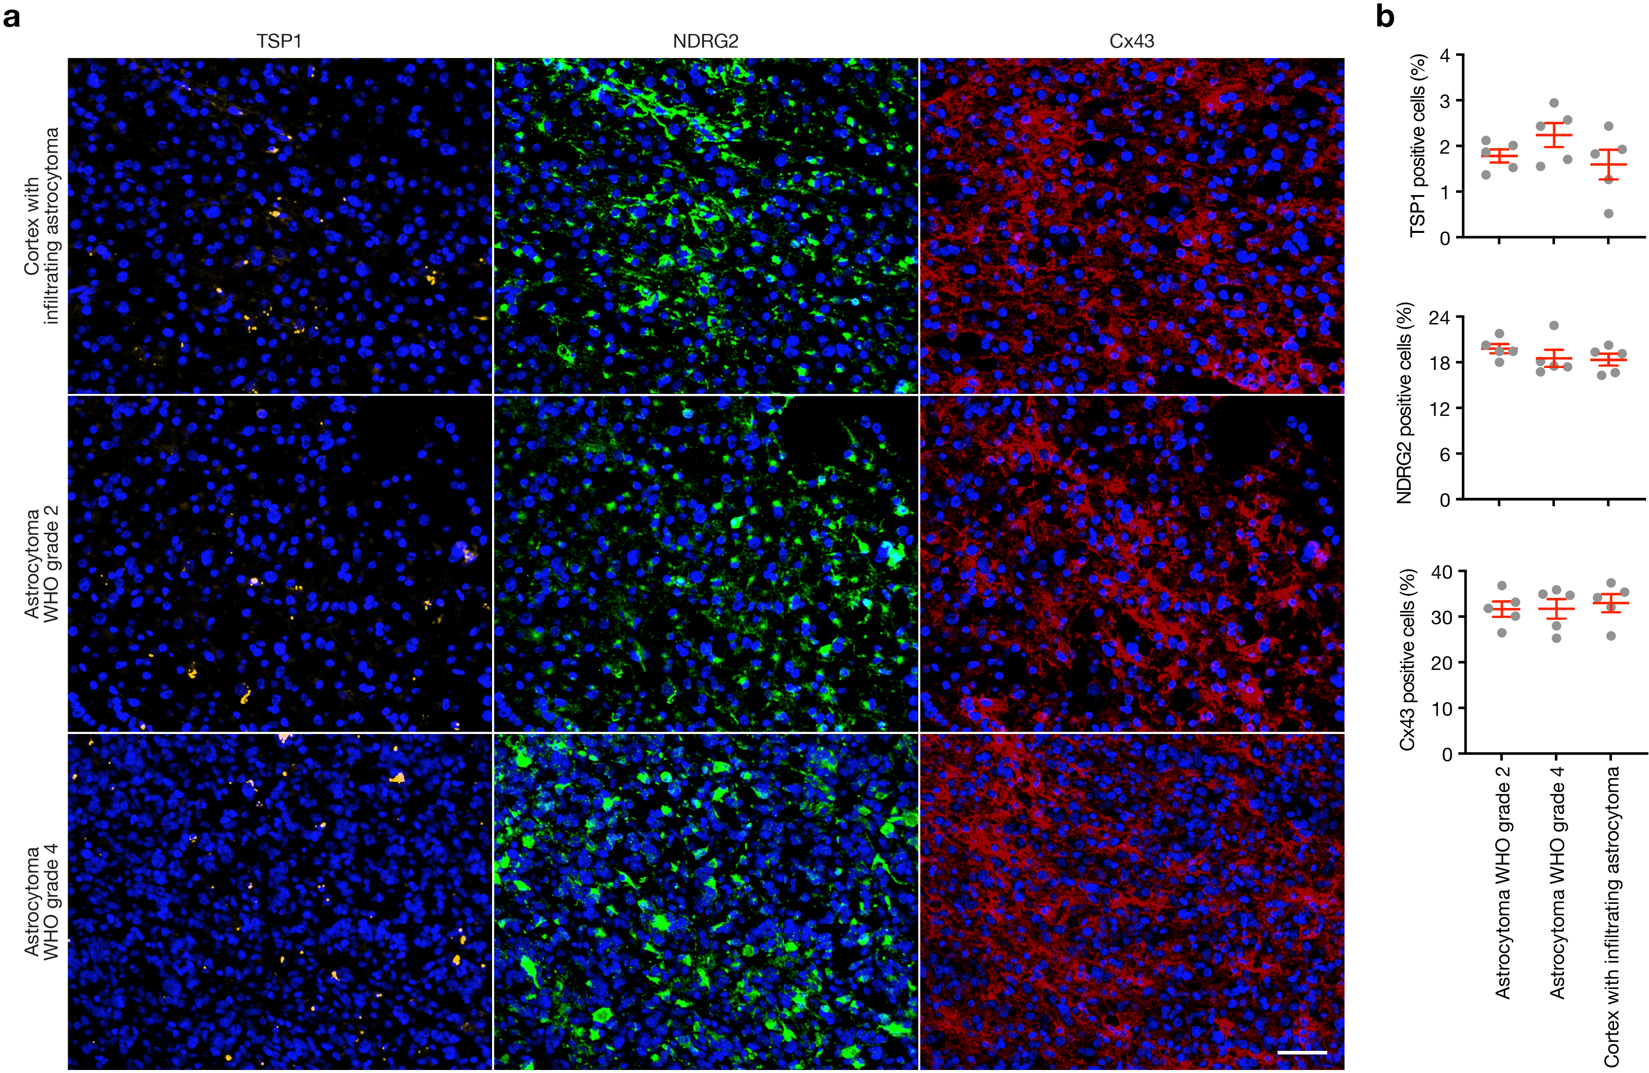 a
TSP1
NDRG2
Cx43
Cortex with
infiltrating astrocytoma
Astrocytoma
WHO grade 2
Astrocytoma
WHO grade 4
b
TSP1 positive cells (%)
4
3
2
1
0
NDRG2 positive cells (%)
24
18
12
6
0
Cx43 positive cells (%)
40
30
20
10
0
Astrocytoma WHO grade 2
Astrocytoma WHO grade 4
Cortex with infiltrating astrocytoma